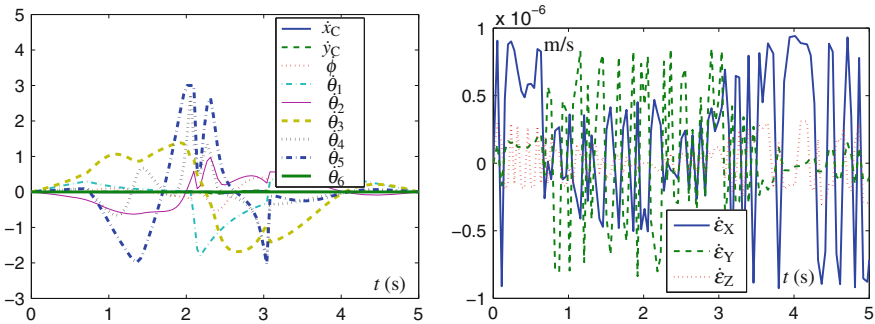 5
4
3
2
1
0
−1
−2
−3
0 1 2 3 4 5
ẋC
ẏC
ϕ̇
θ̇1
θ̇2
θ̇3
θ̇4
θ̇5
θ̇6
t (s)
x 10⁻⁶
m/s
1
0.5
0
−0.5
−1
0 1 2 3 4 5
ε̇X
ε̇Y
ε̇Z
t (s)